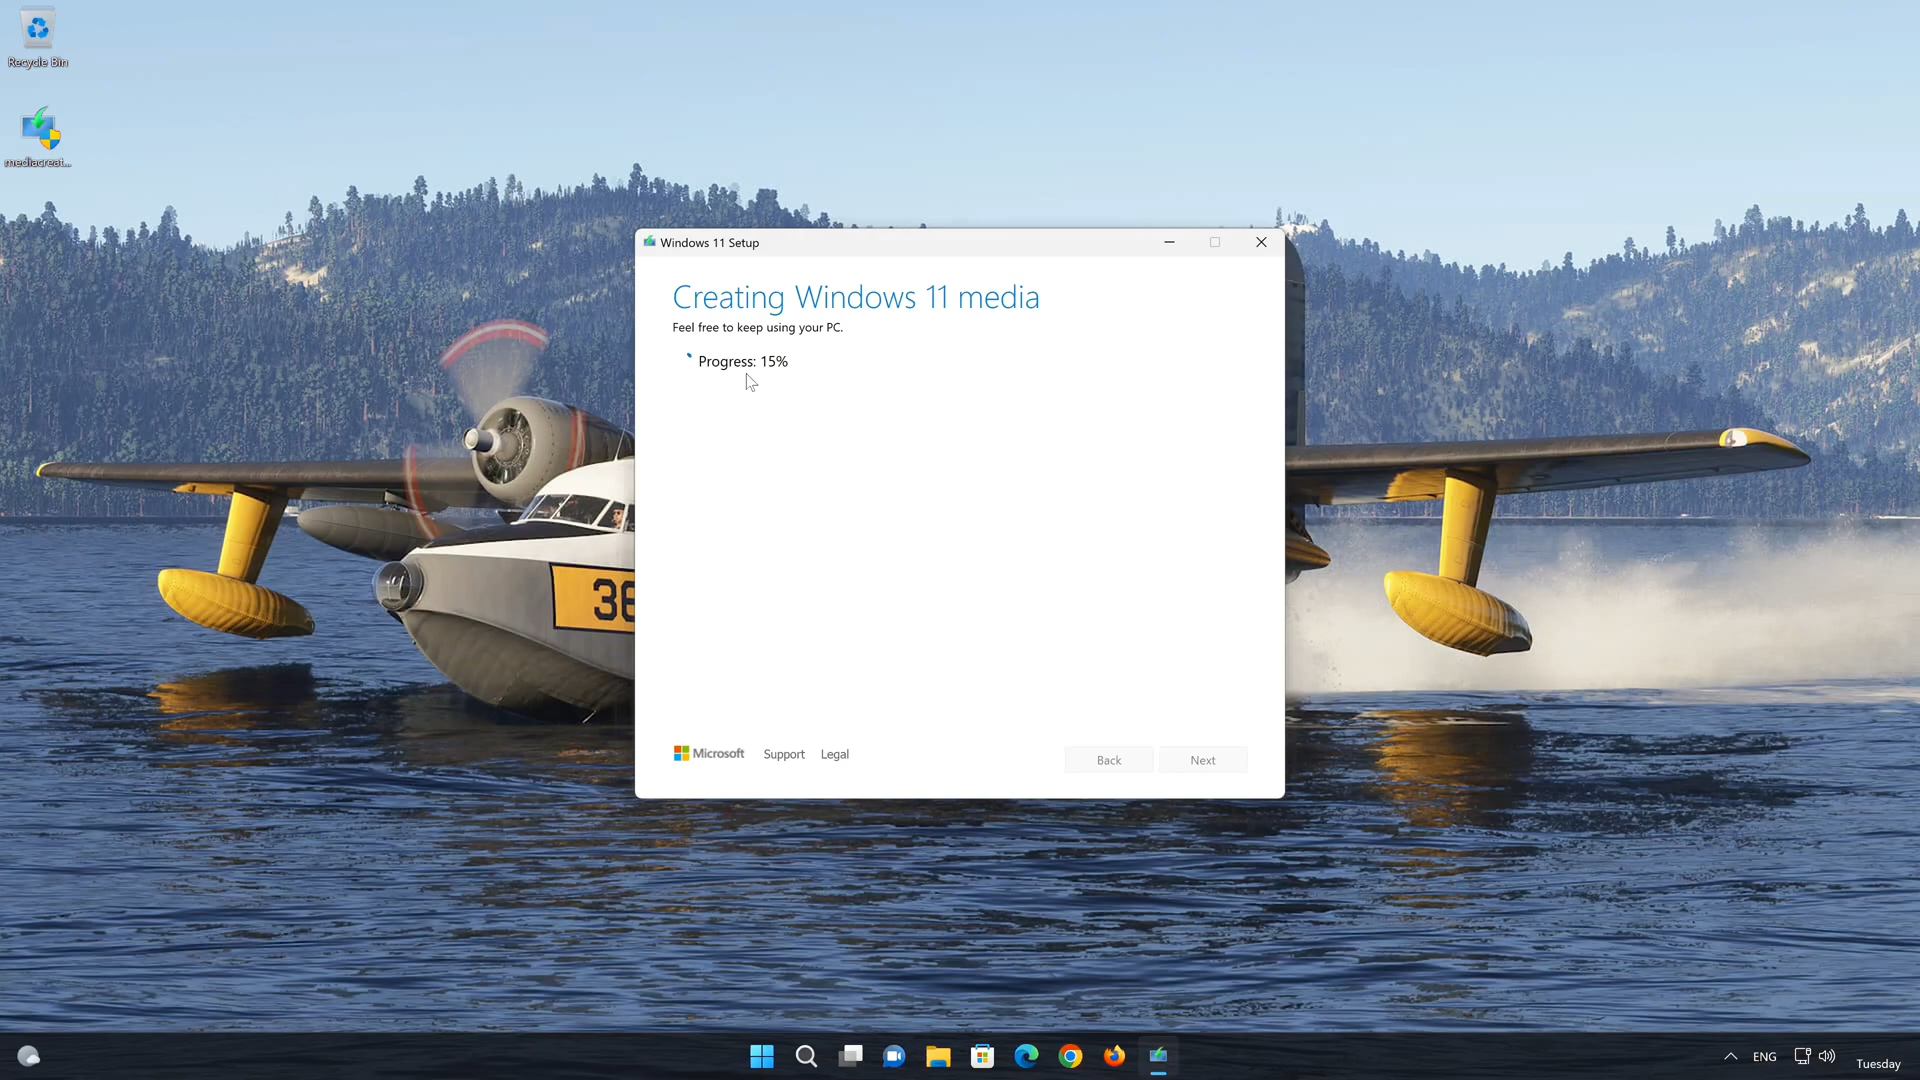 Recycle Bin
mediacreat...
Windows 11 Setup
Creating Windows 11 media
Feel free to keep using your PC.
Progress: 15%
36
Microsoft
Support
Legal
Back
Next
ENG
Tuesday